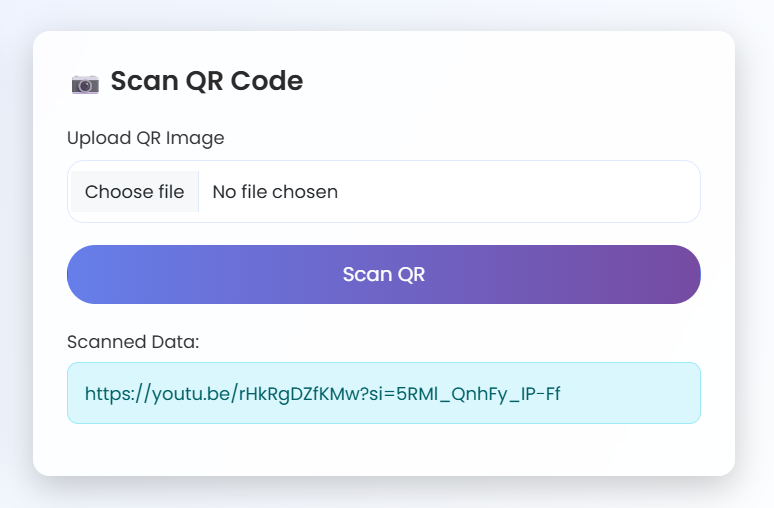 Scan QR Code
Upload QR Image
Choose file No file chosen
Scan QR
Scanned Data:
https://youtu.be/rHkRgDZfKMw?si=5RMl_QnhFy_IP-Ff